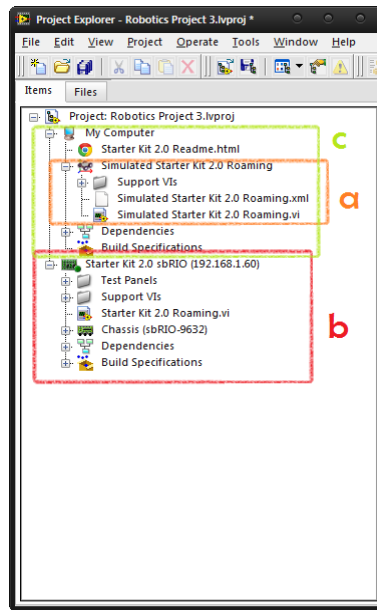 Project Explorer - Robotics Project 3.lvproj *
File Edit View Project Operate Tools Window Help
Items Files
Project: Robotics Project 3.lvproj
My Computer
c
Starter Kit 2.0 Readme.html
Simulated Starter Kit 2.0 Roaming
Support VIs
Simulated Starter Kit 2.0 Roaming.xml
a
Simulated Starter Kit 2.0 Roaming.vi
Dependencies
Build Specifications
Starter Kit 2.0 sbRIO (192.168.1.60)
Test Panels
Support VIs
Starter Kit 2.0 Roaming.vi
Chassis (sbRIO-9632)
b
Dependencies
Build Specifications